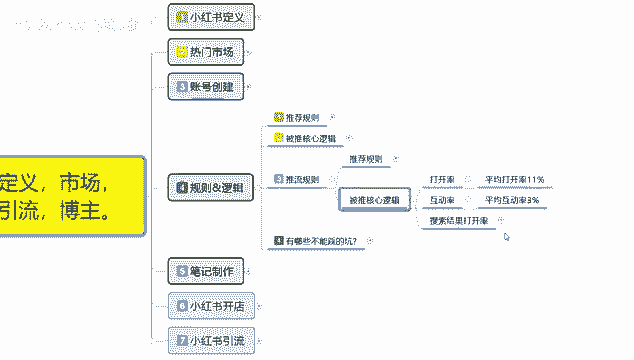 定义，市场，
引流，博主。
小红书定义
热门市场
3 账号创建
4 规则&逻辑
推荐规则
被推核心逻辑
3 推流规则
推荐规则
被推核心逻辑
打开率
平均打开率11%
互动率
平均互动率3%
搜索结果打开率
4 有哪些不能踩的坑?
5 笔记制作
6 小红书开店
7 小红书引流